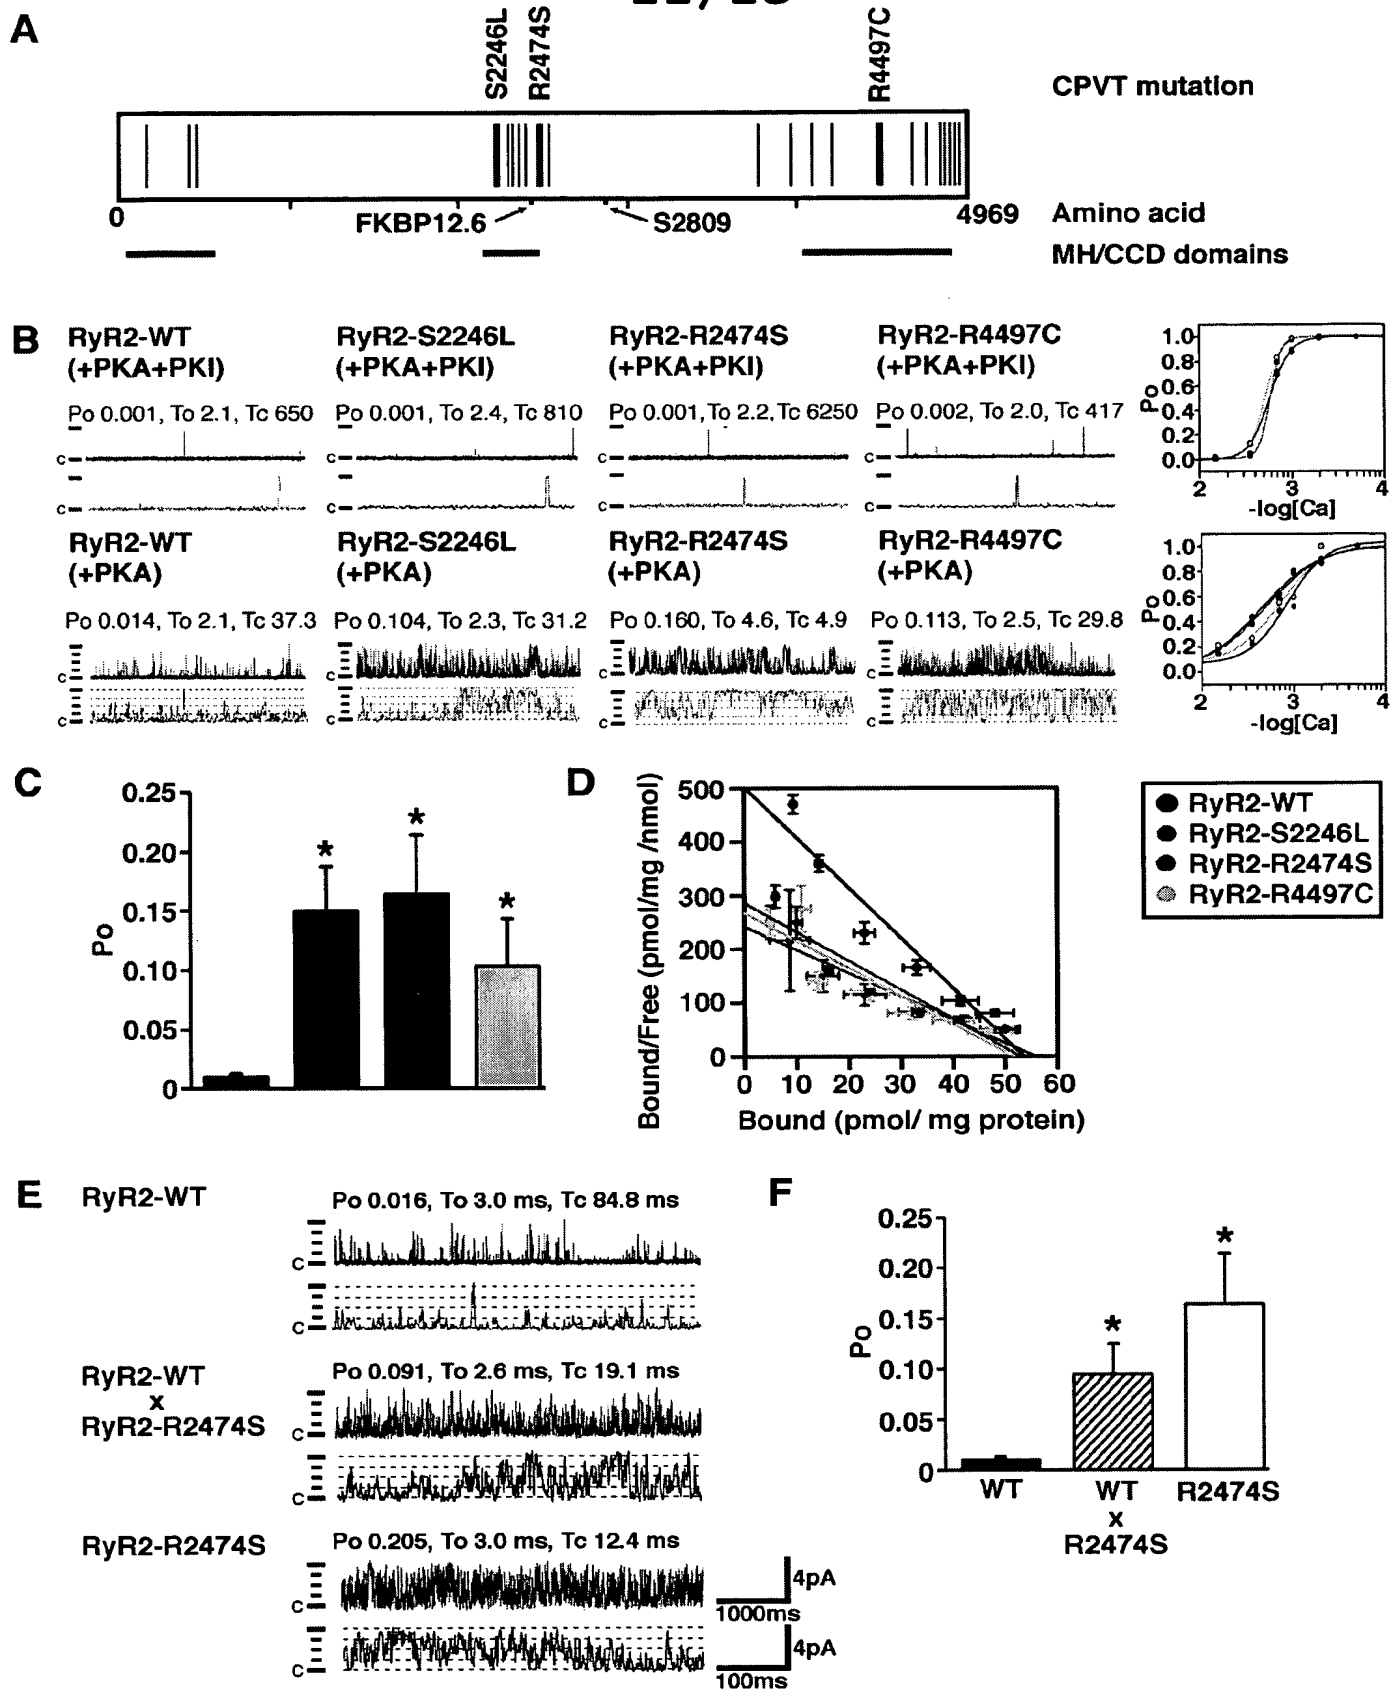 A
S2246L
R2474S
R4497C
CPVT mutation
0
FKBP12.6
S2809
4969
Amino acid
MH/CCD domains
B
RyR2-WT
(+PKA+PKI)
Po 0.001, To 2.1, Tc 650
c
c
RyR2-S2246L
(+PKA+PKI)
Po 0.001, To 2.4, Tc 810
c
c
RyR2-R2474S
(+PKA+PKI)
Po 0.001, To 2.2, Tc 6250
c
c
RyR2-R4497C
(+PKA+PKI)
Po 0.002, To 2.0, Tc 417
c
c
Po
1.0
0.8
0.6
0.4
0.2
0.0
2 3 4
-log[Ca]
RyR2-WT
(+PKA)
Po 0.014, To 2.1, Tc 37.3
c
c
RyR2-S2246L
(+PKA)
Po 0.104, To 2.3, Tc 31.2
c
c
RyR2-R2474S
(+PKA)
Po 0.160, To 4.6, Tc 4.9
c
c
RyR2-R4497C
(+PKA)
Po 0.113, To 2.5, Tc 29.8
c
c
Po
1.0
0.8
0.6
0.4
0.2
0.0
2 3 4
-log[Ca]
C
Po
0.25
0.20
0.15
0.10
0.05
0
* * *
D
Bound/Free (pmol/mg /nmol)
500
400
300
200
100
0
0 10 20 30 40 50 60
Bound (pmol/ mg protein)
RyR2-WT
RyR2-S2246L
RyR2-R2474S
RyR2-R4497C
E
RyR2-WT
Po 0.016, To 3.0 ms, Tc 84.8 ms
c
c
RyR2-WT
x
RyR2-R2474S
Po 0.091, To 2.6 ms, Tc 19.1 ms
c
c
RyR2-R2474S
Po 0.205, To 3.0 ms, Tc 12.4 ms
c
c
4pA
1000ms
4pA
100ms
F
Po
0.25
0.20
0.15
0.10
0.05
0
* *
WT
WT
x
R2474S
R2474S